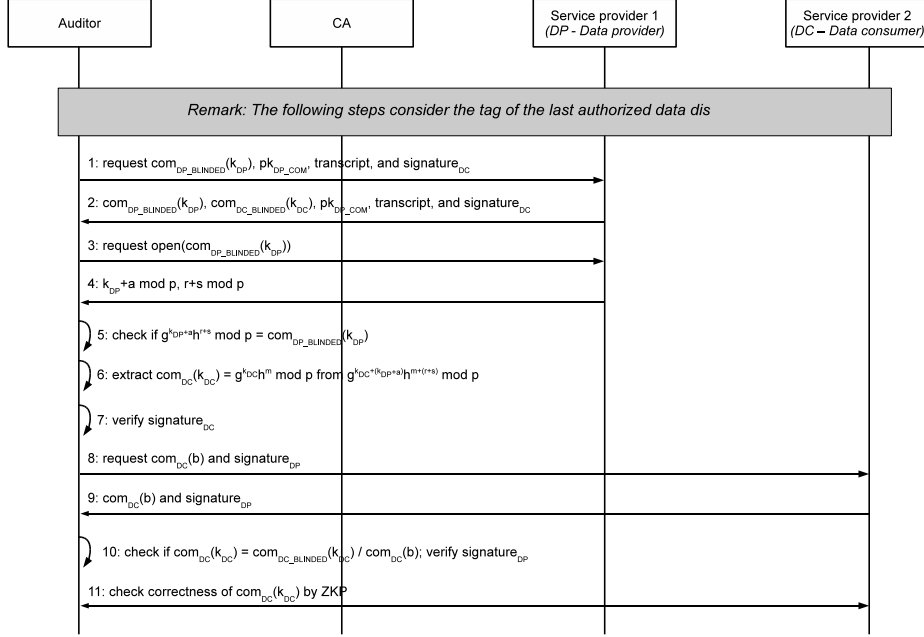 Auditor
CA
Service provider 1
(DP - Data provider)
Service provider 2
(DC – Data consumer)
Remark: The following steps consider the tag of the last authorized data dis
1: request com_DP_BLINDED(k_DP), pk_DP_COM, transcript, and signature_DC
2: com_DP_BLINDED(k_DP), com_DC_BLINDED(k_DC), pk_DP_COM, transcript, and signature_DC
3: request open(com_DP_BLINDED(k_DP))
4: k_DP+a mod p, r+s mod p
5: check if g^(k_DP+a)h^(r+s) mod p = com_DP_BLINDED(k_DP)
6: extract com_DC(k_DC) = g^(k_DC)h^m mod p from g^(k_DC+(k_DP+a))h^(m+(r+s)) mod p
7: verify signature_DC
8: request com_DC(b) and signature_DP
9: com_DC(b) and signature_DP
10: check if com_DC(k_DC) = com_DC_BLINDED(k_DC) / com_DC(b); verify signature_DP
11: check correctness of com_DC(k_DC) by ZKP